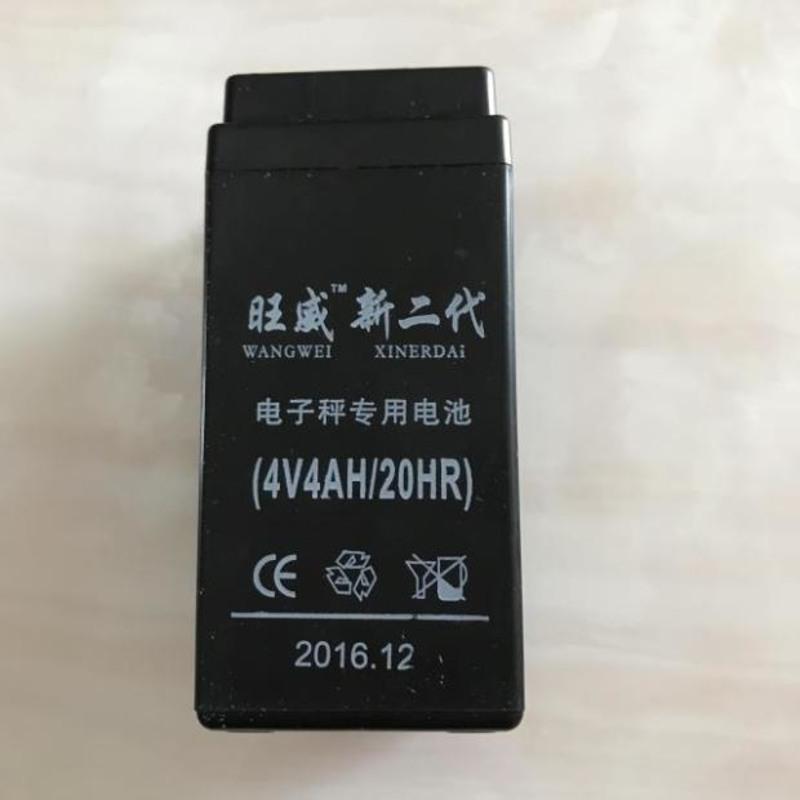 旺威™ 新二代
WANGWEI XINERDAi
电子秤专用电池
(4V4AH/20HR)
CE
2016.12